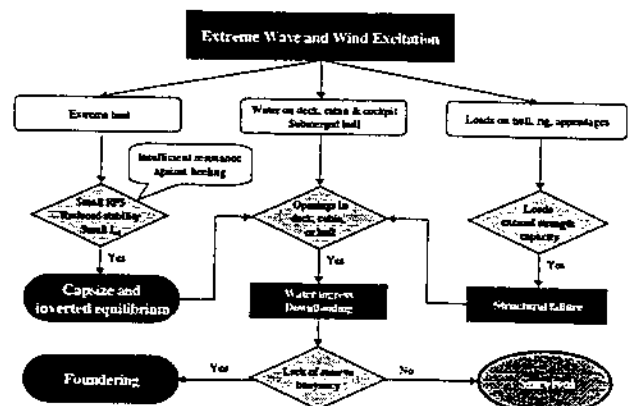 Extreme Wave and Wind Excitation
Extreme heel
Water on deck, cabin & cockpit
Submerged hull
Loads on hull, rig, appendages
Insufficient resistance
against heeling
Small RPS
Reduced stability
Small
Openings in
deck, cabin,
or hull
Loads
exceed strength
capacity
Yes
Yes
Yes
Capsize and
inverted equilibrium
Water ingress
Downflooding
Structural failure
Foundering
Yes
Lack of reserve
buoyancy
No
Survival